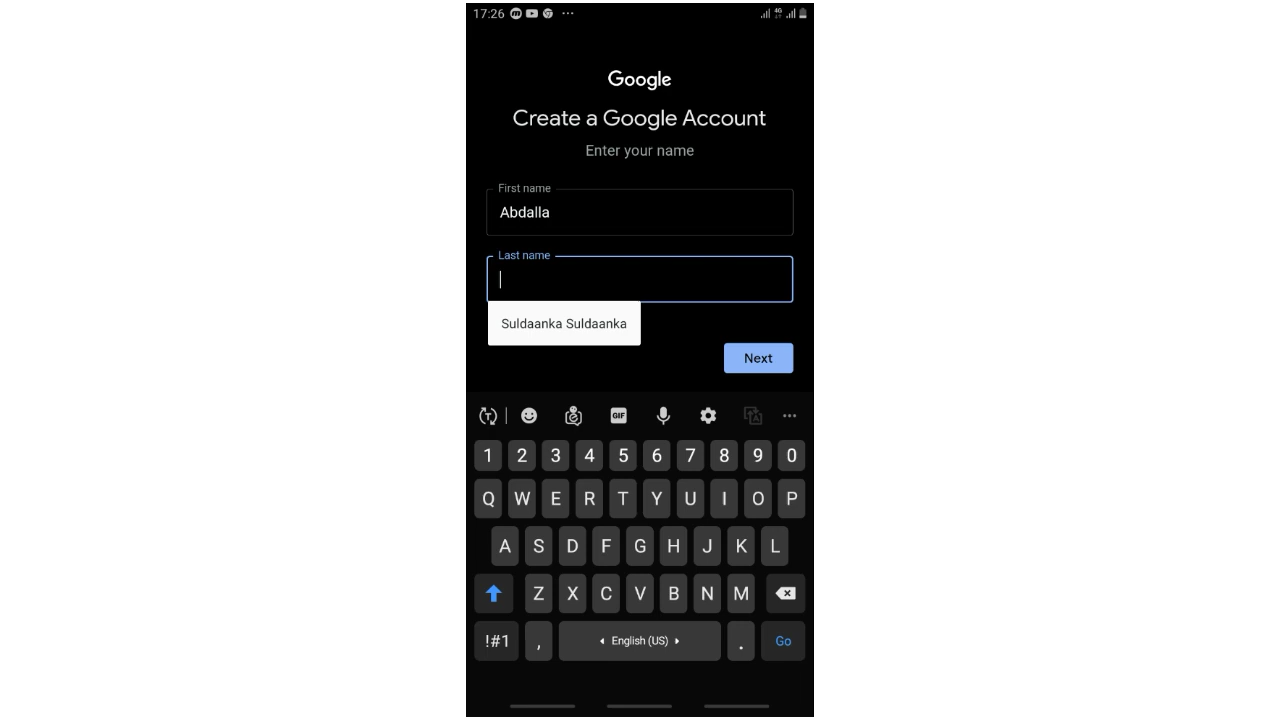 17:26
4G
Google
Create a Google Account
Enter your name
First name
Abdalla
Last name
Suldaanka Suldaanka
Next
GIF
1 2 3 4 5 6 7 8 9 0
Q W E R T Y U I O P
A S D F G H J K L
Z X C V B N M
!#1 , English (US) . Go